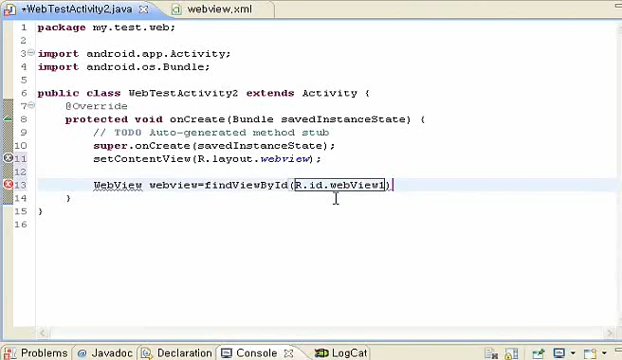 *WebTestActivity2.java
webview.xml
1 package my.test.web;
2
3 import android.app.Activity;
4 import android.os.Bundle;
5
6 public class WebTestActivity2 extends Activity {
7 @Override
8 protected void onCreate(Bundle savedInstanceState) {
9 // TODO Auto-generated method stub
10 super.onCreate(savedInstanceState);
11 setContentView(R.layout.webview);
12
13 WebView webview=findViewById(R.id.webView1)
14 }
15 }
16
Problems @ Javadoc Declaration Console LogCat